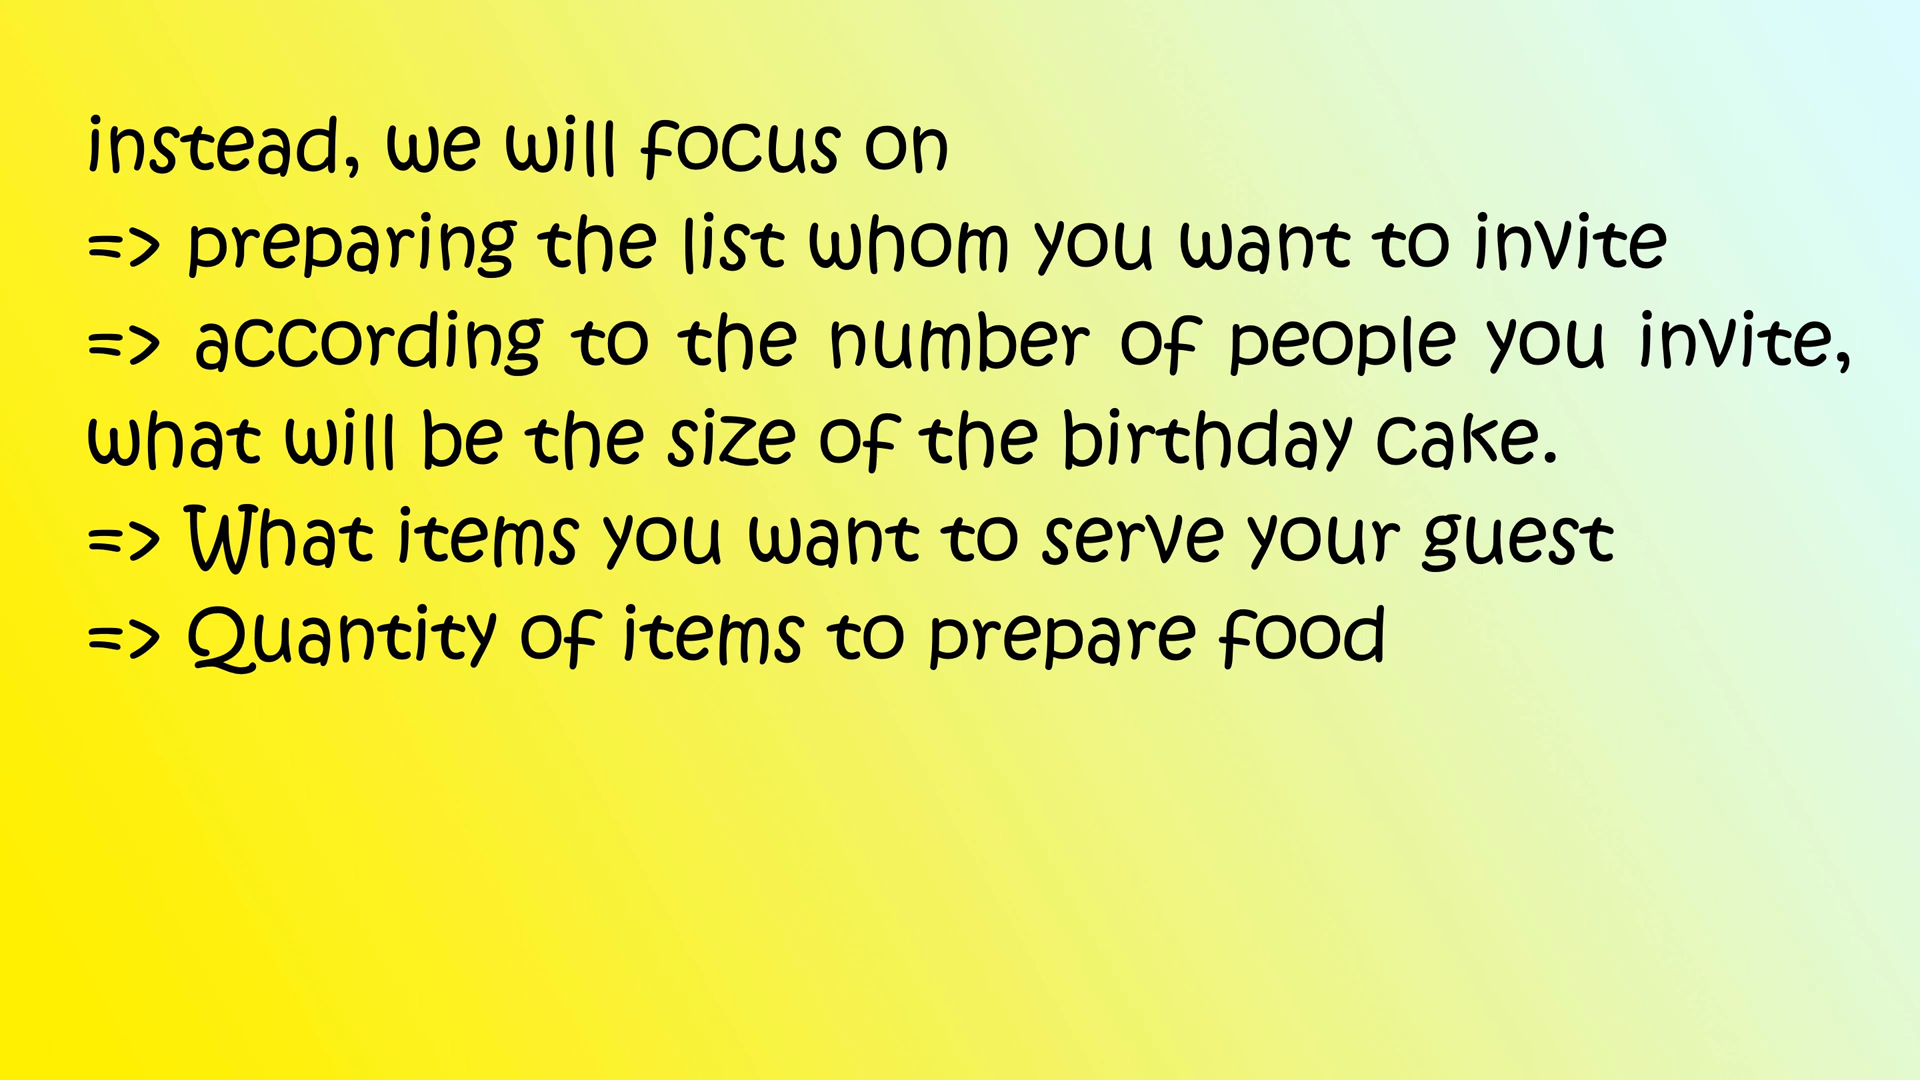 instead, we will focus on
=> preparing the list whom you want to invite
=> according to the number of people you invite,
what will be the size of the birthday cake.
=> What items you want to serve your guest
=> Quantity of items to prepare food